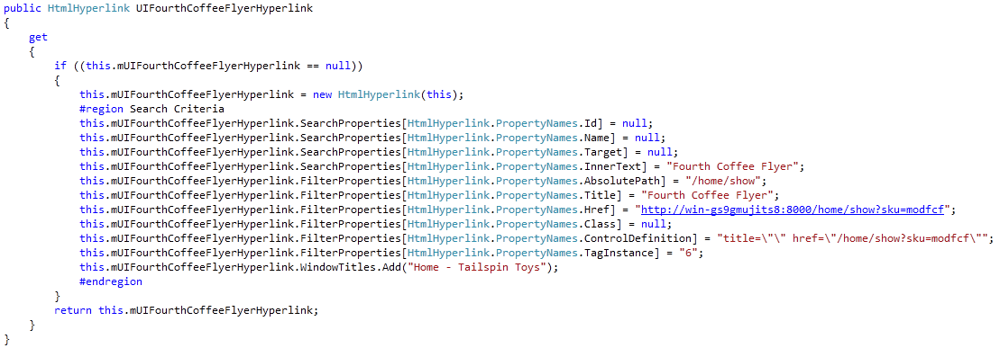 public HtmlHyperlink UIFourthCoffeeFlyerHyperlink
{
get
{
if ((this.mUIFourthCoffeeFlyerHyperlink == null))
{
this.mUIFourthCoffeeFlyerHyperlink = new HtmlHyperlink(this);
#region Search Criteria
this.mUIFourthCoffeeFlyerHyperlink.SearchProperties[HtmlHyperlink.PropertyNames.Id] = null;
this.mUIFourthCoffeeFlyerHyperlink.SearchProperties[HtmlHyperlink.PropertyNames.Name] = null;
this.mUIFourthCoffeeFlyerHyperlink.SearchProperties[HtmlHyperlink.PropertyNames.Target] = null;
this.mUIFourthCoffeeFlyerHyperlink.SearchProperties[HtmlHyperlink.PropertyNames.InnerText] = "Fourth Coffee Flyer";
this.mUIFourthCoffeeFlyerHyperlink.FilterProperties[HtmlHyperlink.PropertyNames.AbsolutePath] = "/home/show";
this.mUIFourthCoffeeFlyerHyperlink.FilterProperties[HtmlHyperlink.PropertyNames.Title] = "Fourth Coffee Flyer";
this.mUIFourthCoffeeFlyerHyperlink.FilterProperties[HtmlHyperlink.PropertyNames.Href] = "http://win-gs9gmujits8:8000/home/show?sku=modfcf";
this.mUIFourthCoffeeFlyerHyperlink.FilterProperties[HtmlHyperlink.PropertyNames.Class] = null;
this.mUIFourthCoffeeFlyerHyperlink.FilterProperties[HtmlHyperlink.PropertyNames.ControlDefinition] = "title=\"\" href=\"/home/show?sku=modfcf\"";
this.mUIFourthCoffeeFlyerHyperlink.FilterProperties[HtmlHyperlink.PropertyNames.TagInstance] = "6";
this.mUIFourthCoffeeFlyerHyperlink.WindowTitles.Add("Home - Tailspin Toys");
#endregion
}
return this.mUIFourthCoffeeFlyerHyperlink;
}
}